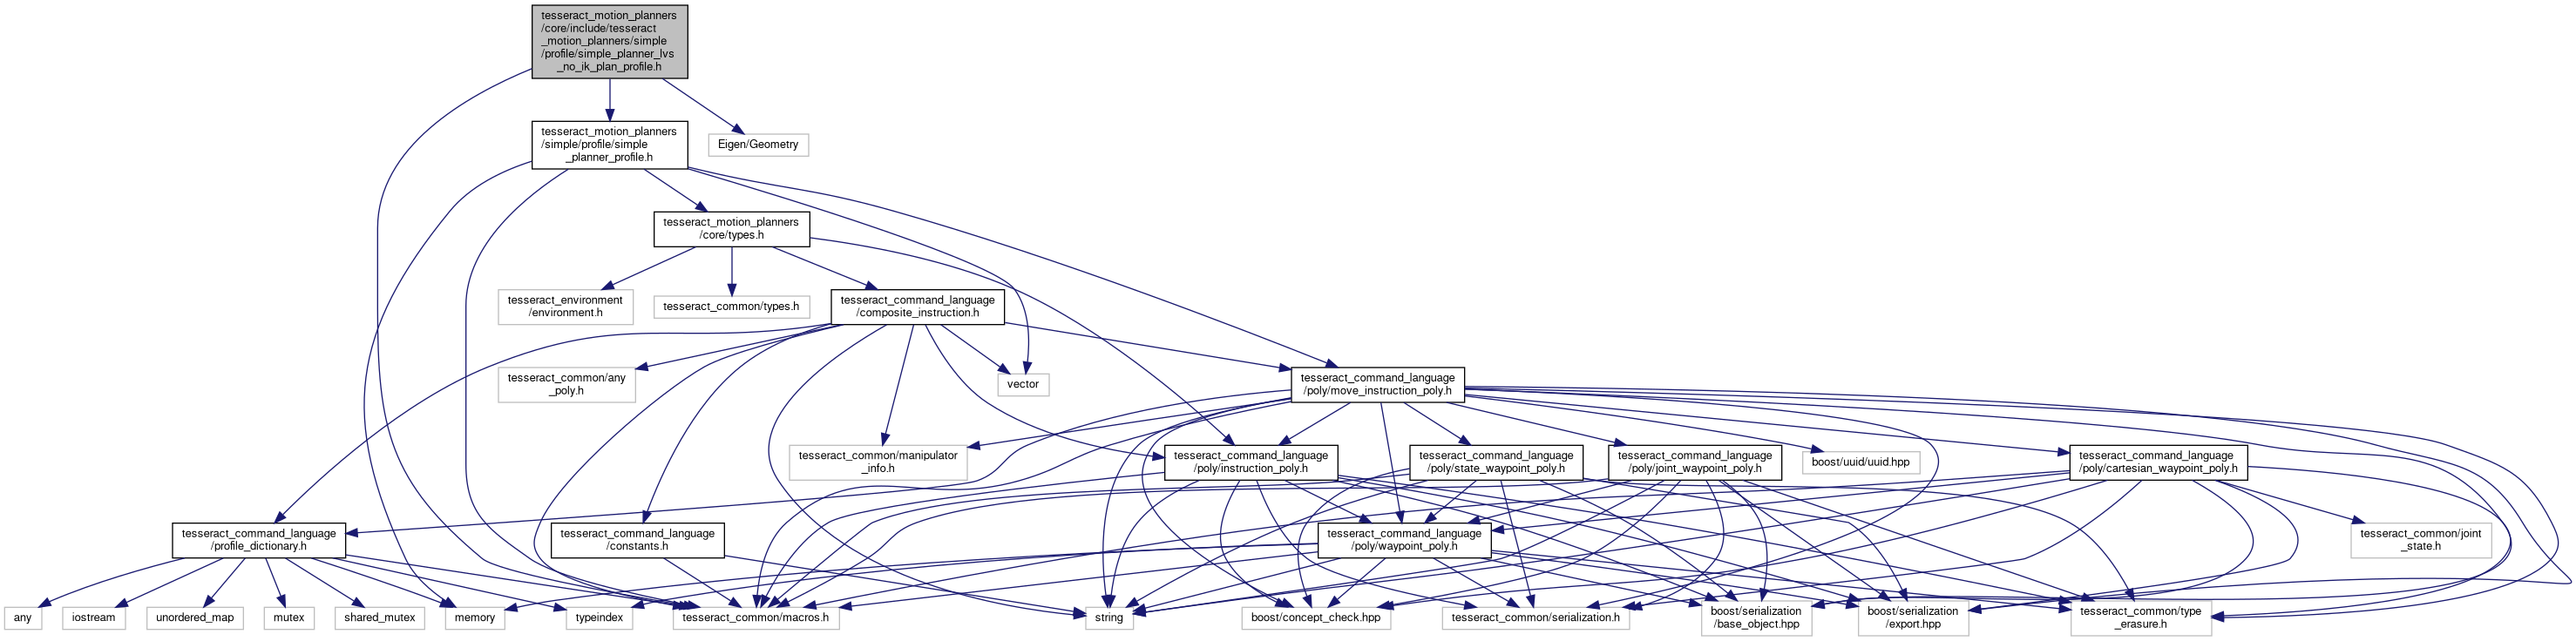 tesseract_motion_planners
/core/include/tesseract
_motion_planners/simple
/profile/simple_planner_lvs
_no_ik_plan_profile.h
tesseract_motion_planners
/simple/profile/simple
_planner_profile.h
Eigen/Geometry
tesseract_motion_planners
/core/types.h
tesseract_environment
/environment.h
tesseract_common/types.h
tesseract_command_language
/composite_instruction.h
tesseract_common/any
_poly.h
vector
tesseract_command_language
/poly/move_instruction_poly.h
tesseract_common/manipulator
_info.h
tesseract_command_language
/poly/instruction_poly.h
tesseract_command_language
/poly/state_waypoint_poly.h
tesseract_command_language
/poly/joint_waypoint_poly.h
boost/uuid/uuid.hpp
tesseract_command_language
/poly/cartesian_waypoint_poly.h
tesseract_command_language
/profile_dictionary.h
tesseract_command_language
/constants.h
tesseract_command_language
/poly/waypoint_poly.h
tesseract_common/joint
_state.h
any
iostream
unordered_map
mutex
shared_mutex
memory
typeindex
tesseract_common/macros.h
string
boost/concept_check.hpp
tesseract_common/serialization.h
boost/serialization
/base_object.hpp
boost/serialization
/export.hpp
tesseract_common/type
_erasure.h